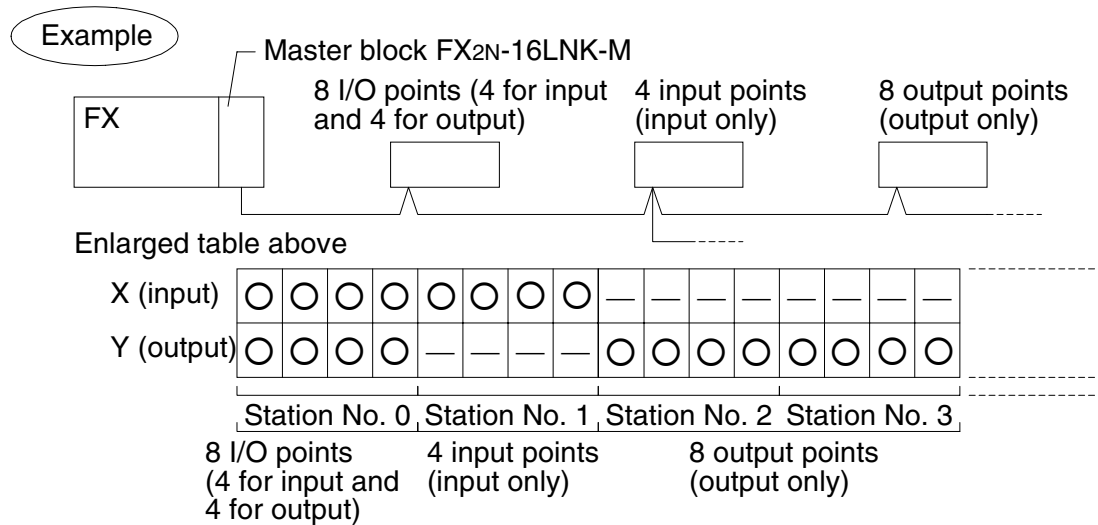 Example
Master block FX2N-16LNK-M
FX
8 I/O points (4 for input
and 4 for output)
4 input points
(input only)
8 output points
(output only)
Enlarged table above
X (input) O O O O O O O O — — — — — — — —
Y (output) O O O O — — — — O O O O O O O O
Station No. 0 Station No. 1 Station No. 2 Station No. 3
8 I/O points
(4 for input and
4 for output)
4 input points
(input only)
8 output points
(output only)